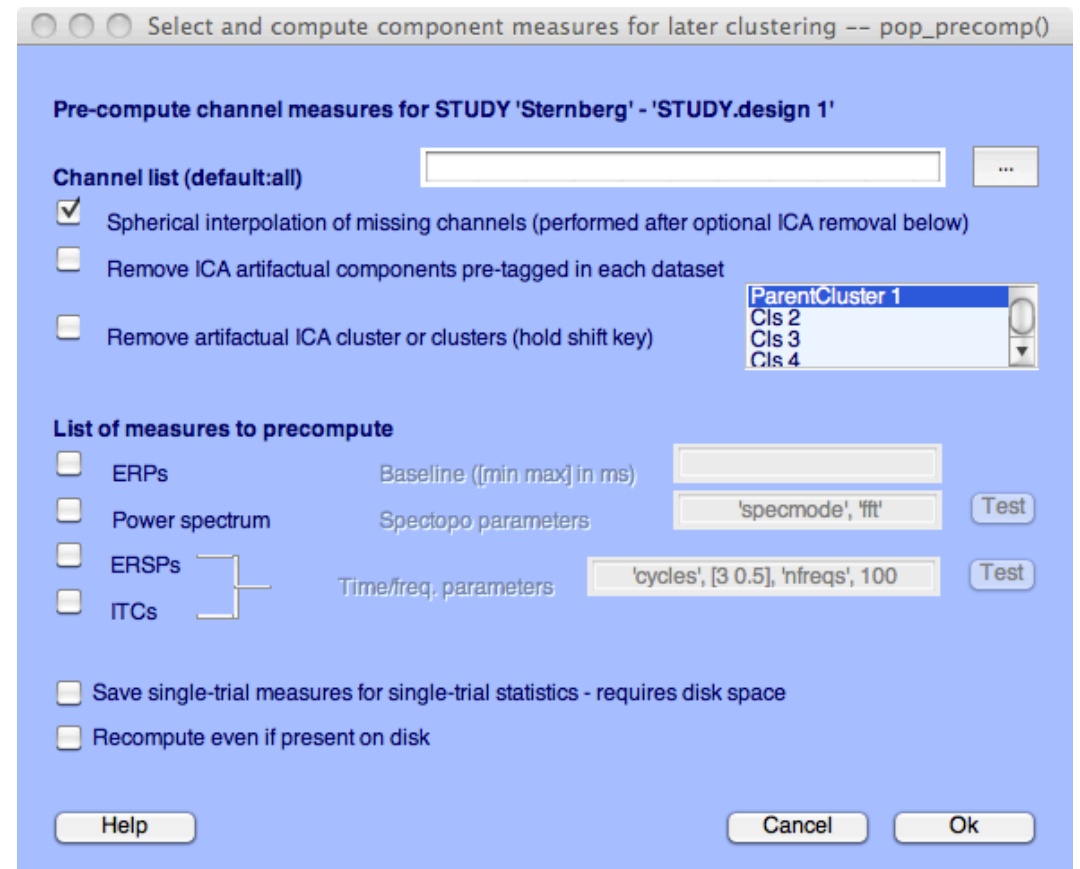 Select and compute component measures for later clustering -- pop_precomp()
Pre-compute channel measures for STUDY 'Sternberg' - 'STUDY.design 1'
Channel list (default:all)
...
Spherical interpolation of missing channels (performed after optional ICA removal below)
Remove ICA artifactual components pre-tagged in each dataset
Remove artifactual ICA cluster or clusters (hold shift key)
ParentCluster 1
Cls 2
Cls 3
Cls 4
List of measures to precompute
ERPs Baseline ([min max] in ms)
Power spectrum Spectopo parameters 'specmode', 'fft' Test
ERSPs
Time/freq. parameters 'cycles', [3 0.5], 'nfreqs', 100 Test
ITCs
Save single-trial measures for single-trial statistics - requires disk space
Recompute even if present on disk
Help Cancel Ok